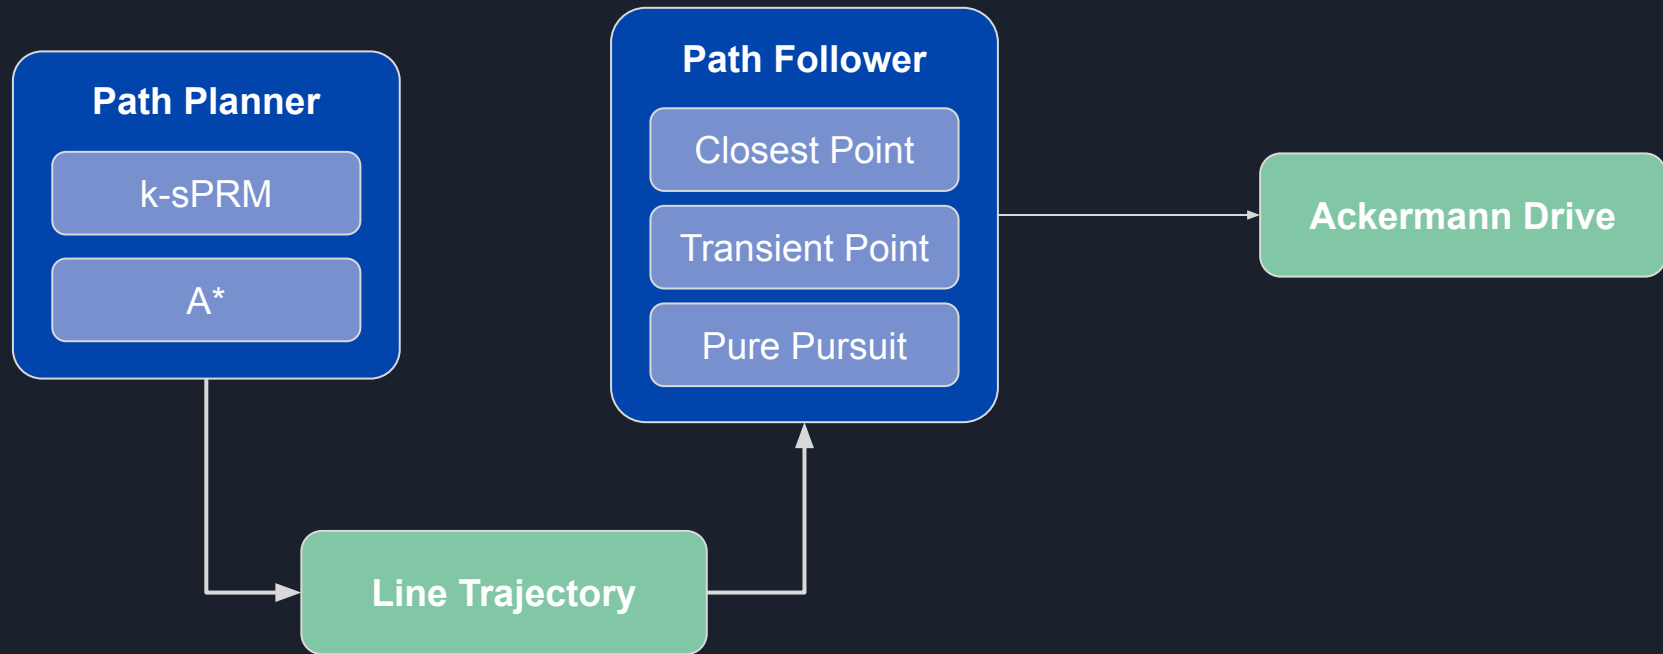 Path Planner
k-sPRM
A*
Line Trajectory
Path Follower
Closest Point
Transient Point
Pure Pursuit
Ackermann Drive